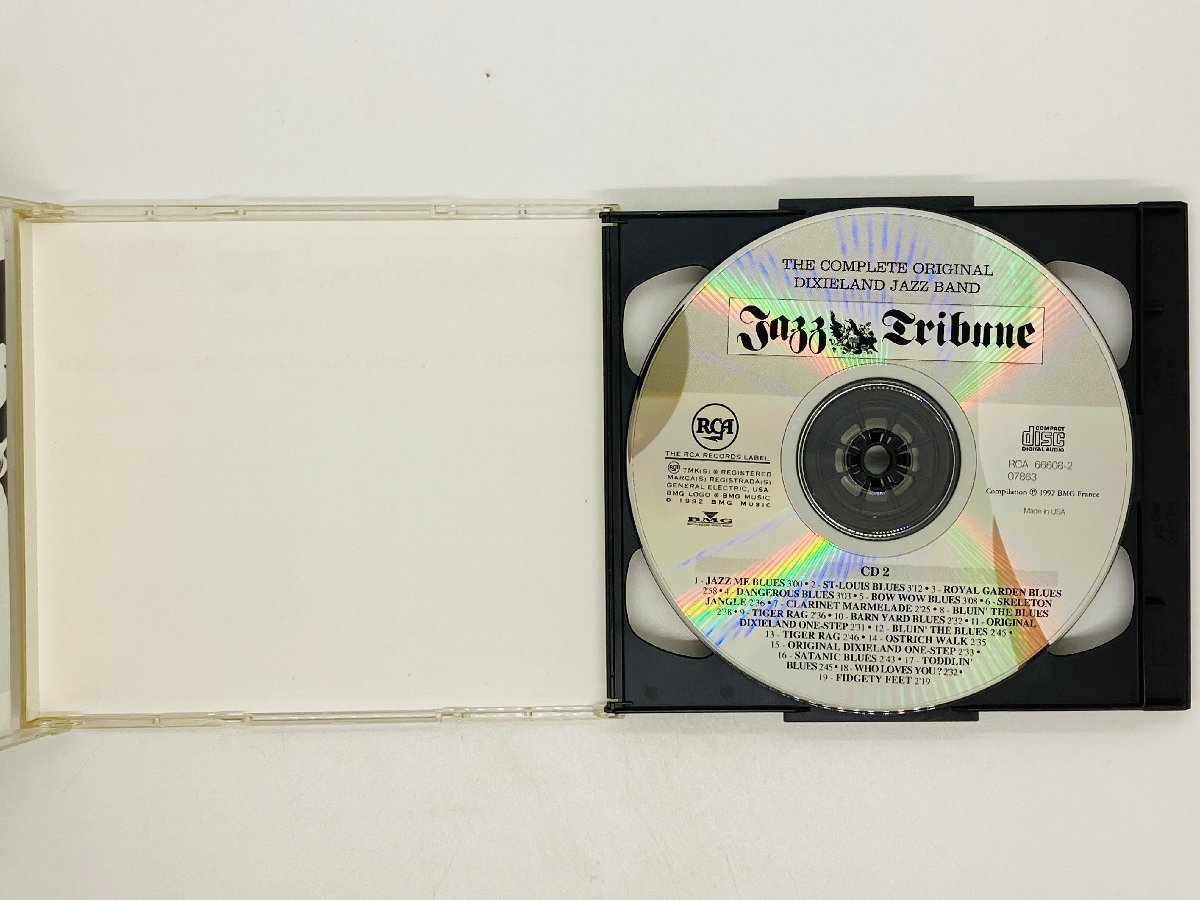 THE COMPLETE ORIGINAL
DIXIELAND JAZZ BAND
Jazz Tribune
RCA
THE RCA RECORDS LABEL
RCA TMK(S) ® REGISTERED
MARCA(S) REGISTRADA(S)
GENERAL ELECTRIC, USA
BMG LOGO ® BMG MUSIC
© 1992 BMG MUSIC
BMG
COMPACT
disc
DIGITAL AUDIO
RCA 66608-2
07863
Compilation ℗ 1992 BMG France
Made in USA
CD 2
1 - JAZZ ME BLUES 3'00 • 2 - ST-LOUIS BLUES 3'12 • 3 - ROYAL GARDEN BLUES
2'58 • 4 - DANGEROUS BLUES 3'03 • 5 - BOW WOW BLUES 3'08 • 6 - SKELETON
JANGLE 2'36 • 7 - CLARINET MARMELADE 2'25 • 8 - BLUIN' THE BLUES
2'38 • 9 - TIGER RAG 2'36 • 10 - BARN YARD BLUES 2'32 • 11 - ORIGINAL
DIXIELAND ONE-STEP 2'31 • 12 - BLUIN' THE BLUES 2'45 •
13 - TIGER RAG 2'46 • 14 - OSTRICH WALK 2'35
15 - ORIGINAL DIXIELAND ONE-STEP 2'33 •
16 - SATANIC BLUES 2'43 • 17 - TODDLIN'
BLUES 2'45 • 18 - WHO LOVES YOU? 2'32 •
19 - FIDGETY FEET 2'19